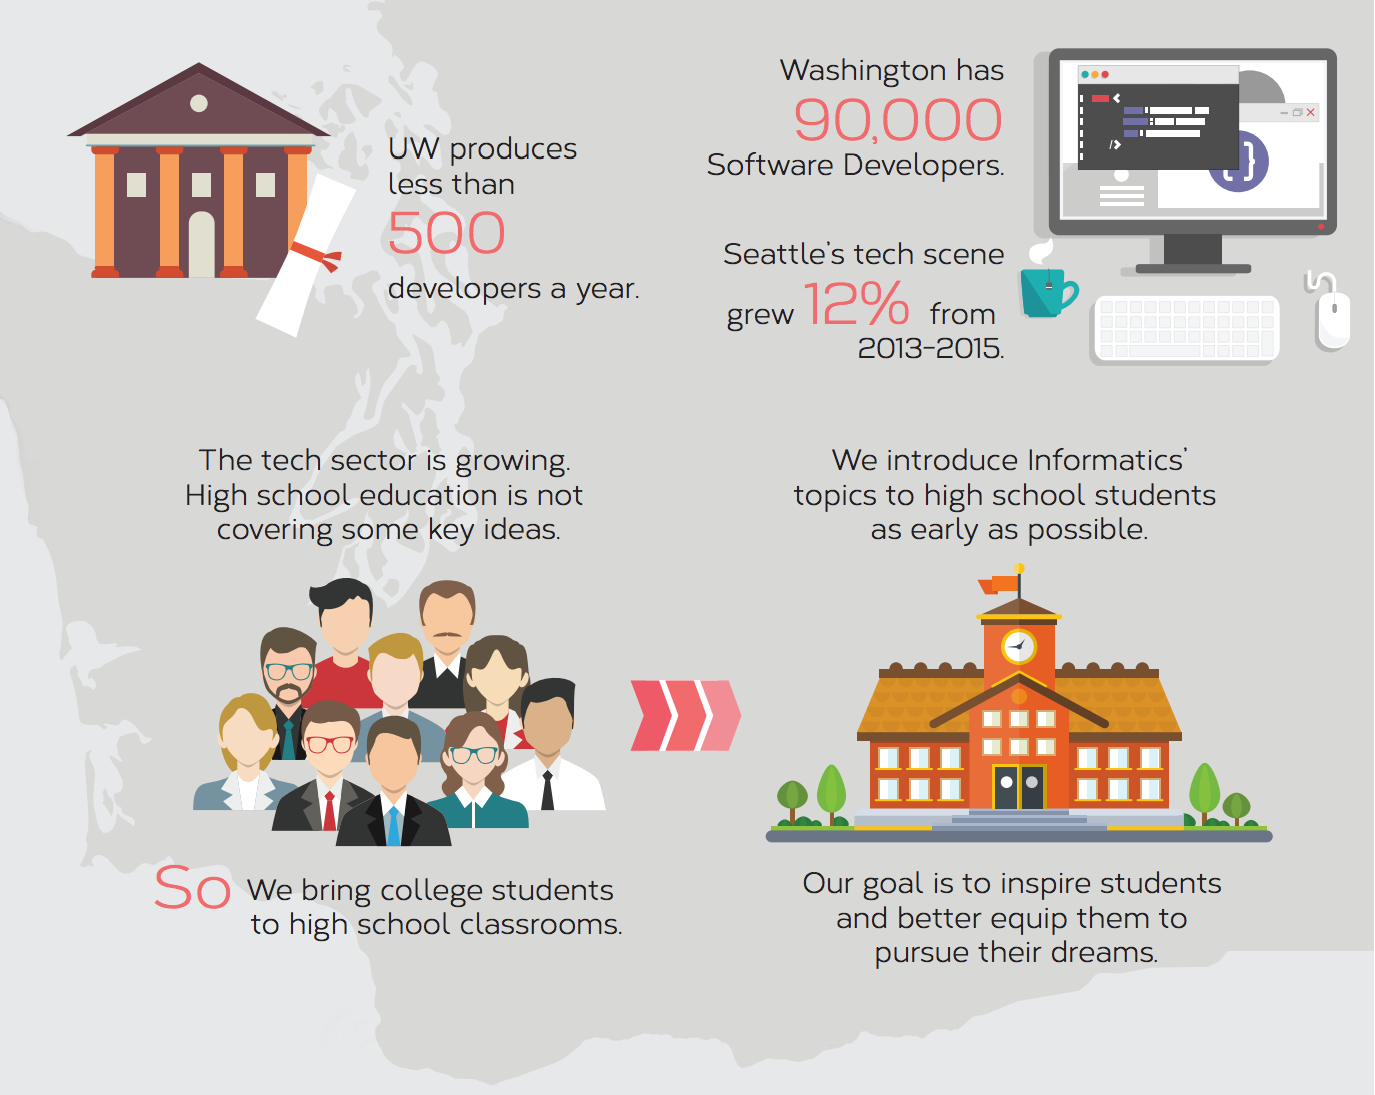 UW produces
less than
500
developers a year.
Washington has
90,000
Software Developers.
Seattle's tech scene
grew 12% from
2013-2015.
The tech sector is growing.
High school education is not
covering some key ideas.
We introduce Informatics'
topics to high school students
as early as possible.
So We bring college students
to high school classrooms.
Our goal is to inspire students
and better equip them to
pursue their dreams.